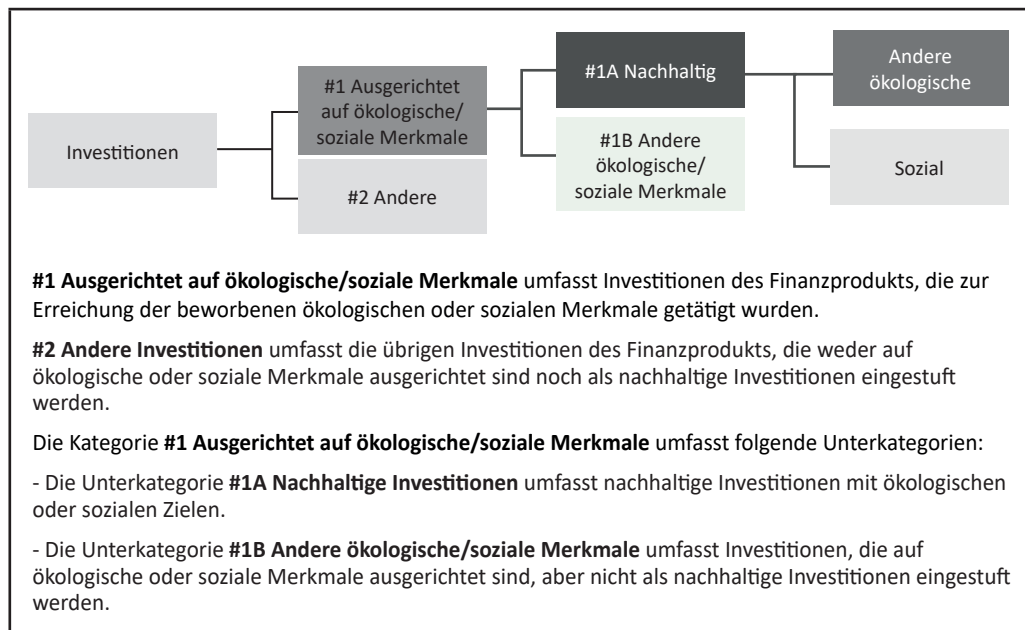 Investitionen
#1 Ausgerichtet
auf ökologische/
soziale Merkmale
#2 Andere
#1A Nachhaltig
#1B Andere
ökologische/
soziale Merkmale
Andere
ökologische
Sozial
#1 Ausgerichtet auf ökologische/soziale Merkmale umfasst Investitionen des Finanzprodukts, die zur
Erreichung der beworbenen ökologischen oder sozialen Merkmale getätigt wurden.
#2 Andere Investitionen umfasst die übrigen Investitionen des Finanzprodukts, die weder auf
ökologische oder soziale Merkmale ausgerichtet sind noch als nachhaltige Investitionen eingestuft
werden.
Die Kategorie #1 Ausgerichtet auf ökologische/soziale Merkmale umfasst folgende Unterkategorien:
- Die Unterkategorie #1A Nachhaltige Investitionen umfasst nachhaltige Investitionen mit ökologischen
oder sozialen Zielen.
- Die Unterkategorie #1B Andere ökologische/soziale Merkmale umfasst Investitionen, die auf
ökologische oder soziale Merkmale ausgerichtet sind, aber nicht als nachhaltige Investitionen eingestuft
werden.